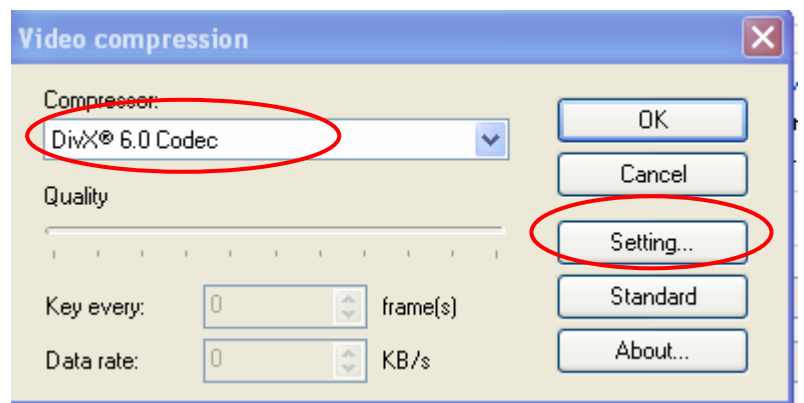 Video compression
Compressor:
DivX® 6.0 Codec
OK
Cancel
Quality
Setting...
Key every:
0
frame(s)
Standard
Data rate:
0
KB/s
About...